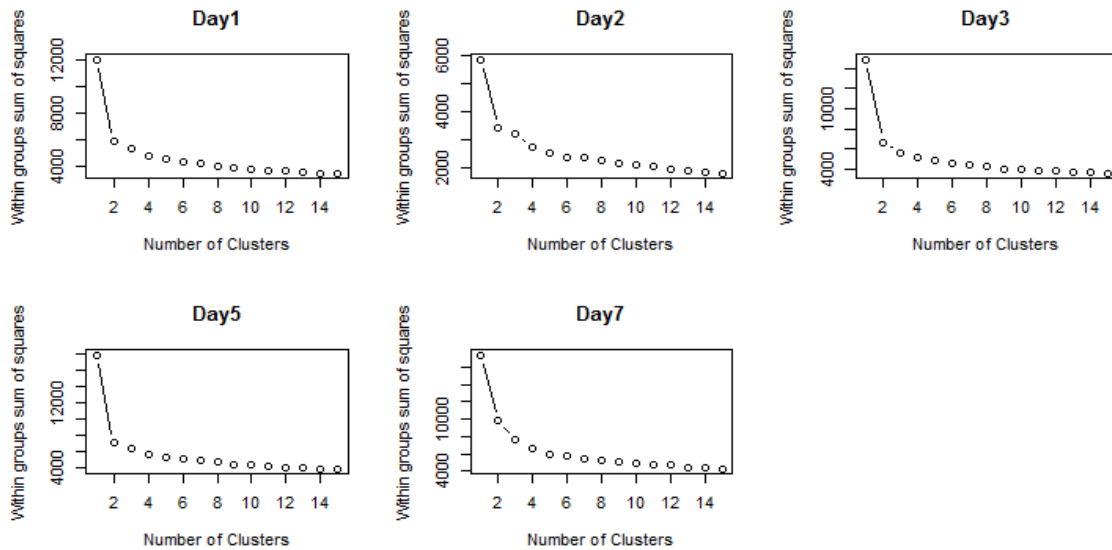 Day1
Within groups sum of squares
12000
8000
4000
2 4 6 8 10 12 14
Number of Clusters
Day2
Within groups sum of squares
6000
4000
2000
2 4 6 8 10 12 14
Number of Clusters
Day3
Within groups sum of squares
10000
4000
2 4 6 8 10 12 14
Number of Clusters
Day5
Within groups sum of squares
12000
4000
2 4 6 8 10 12 14
Number of Clusters
Day7
Within groups sum of squares
10000
4000
2 4 6 8 10 12 14
Number of Clusters